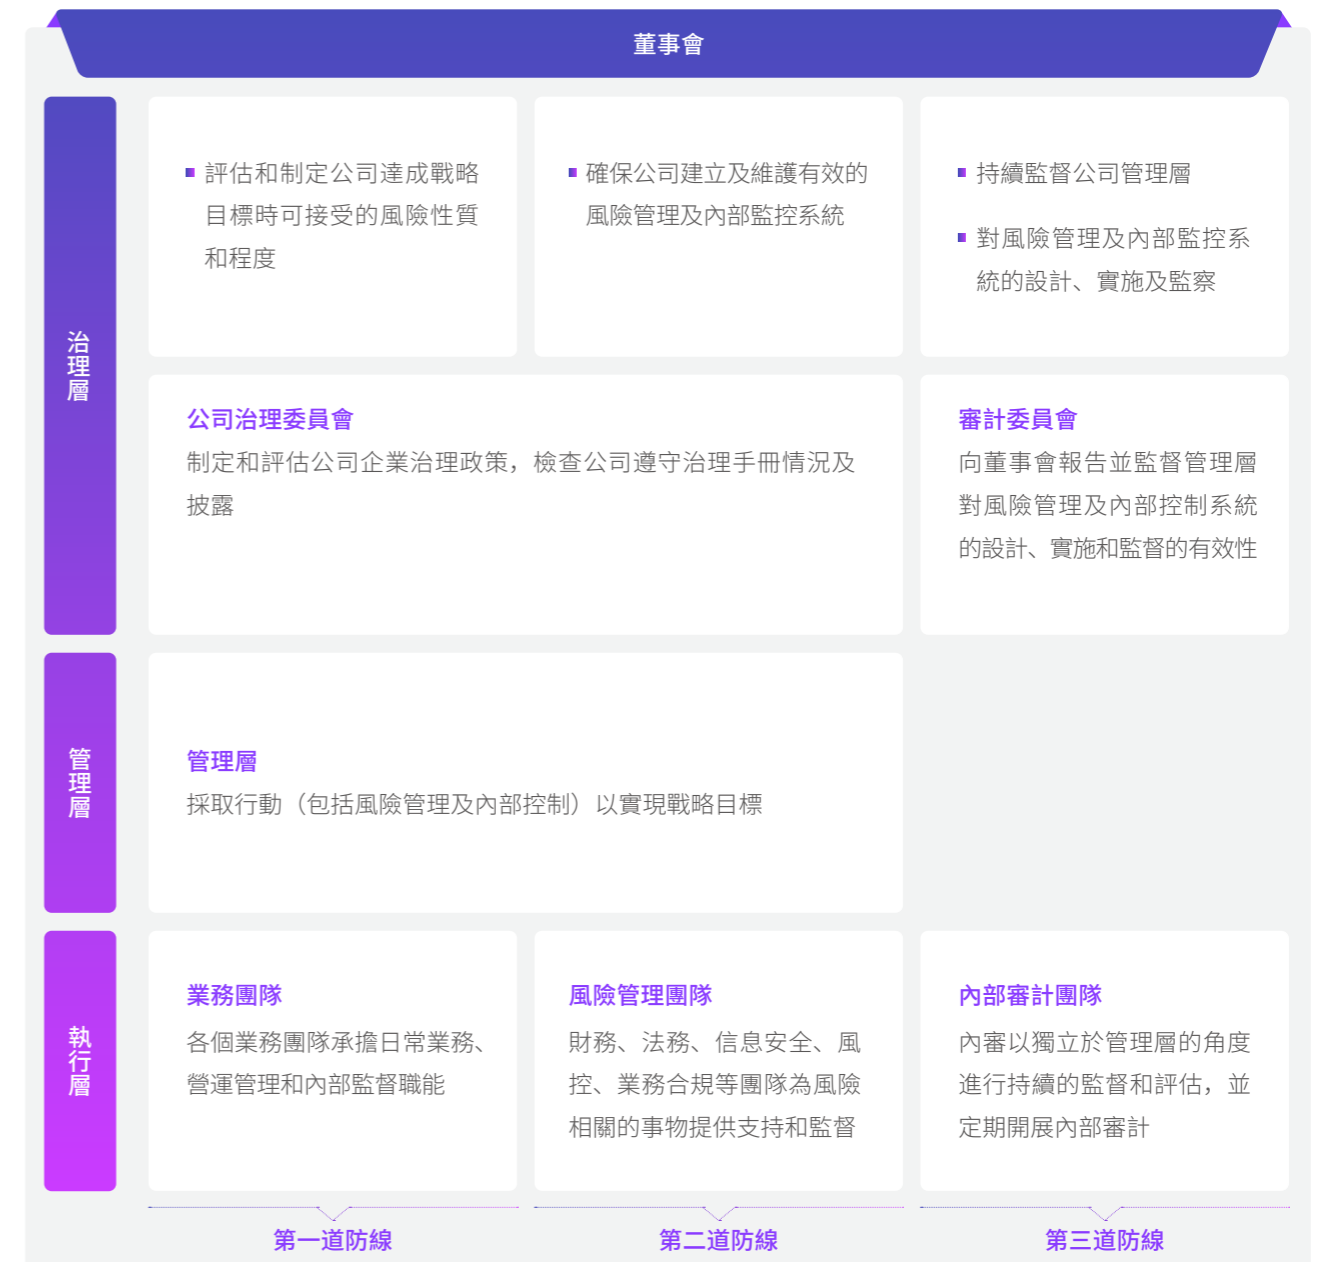 董事會
治理層
評估和制定公司達成戰略
目標時可接受的風險性質
和程度
確保公司建立及維護有效的
風險管理及內部監控系統
持續監督公司管理層
對風險管理及內部監控系
統的設計、實施及監察
公司治理委員會
制定和評估公司企業治理政策，檢查公司遵守治理手冊情況及
披露
審計委員會
向董事會報告並監督管理層
對風險管理及內部控制系統
的設計、實施和監督的有效性
管理層
管理層
採取行動（包括風險管理及內部控制）以實現戰略目標
執行層
業務團隊
各個業務團隊承擔日常業務、
營運管理和內部監督職能
風險管理團隊
財務、法務、信息安全、風
控、業務合規等團隊為風險
相關的事物提供支持和監督
內部審計團隊
內審以獨立於管理層的角度
進行持續的監督和評估，並
定期開展內部審計
第一道防線
第二道防線
第三道防線